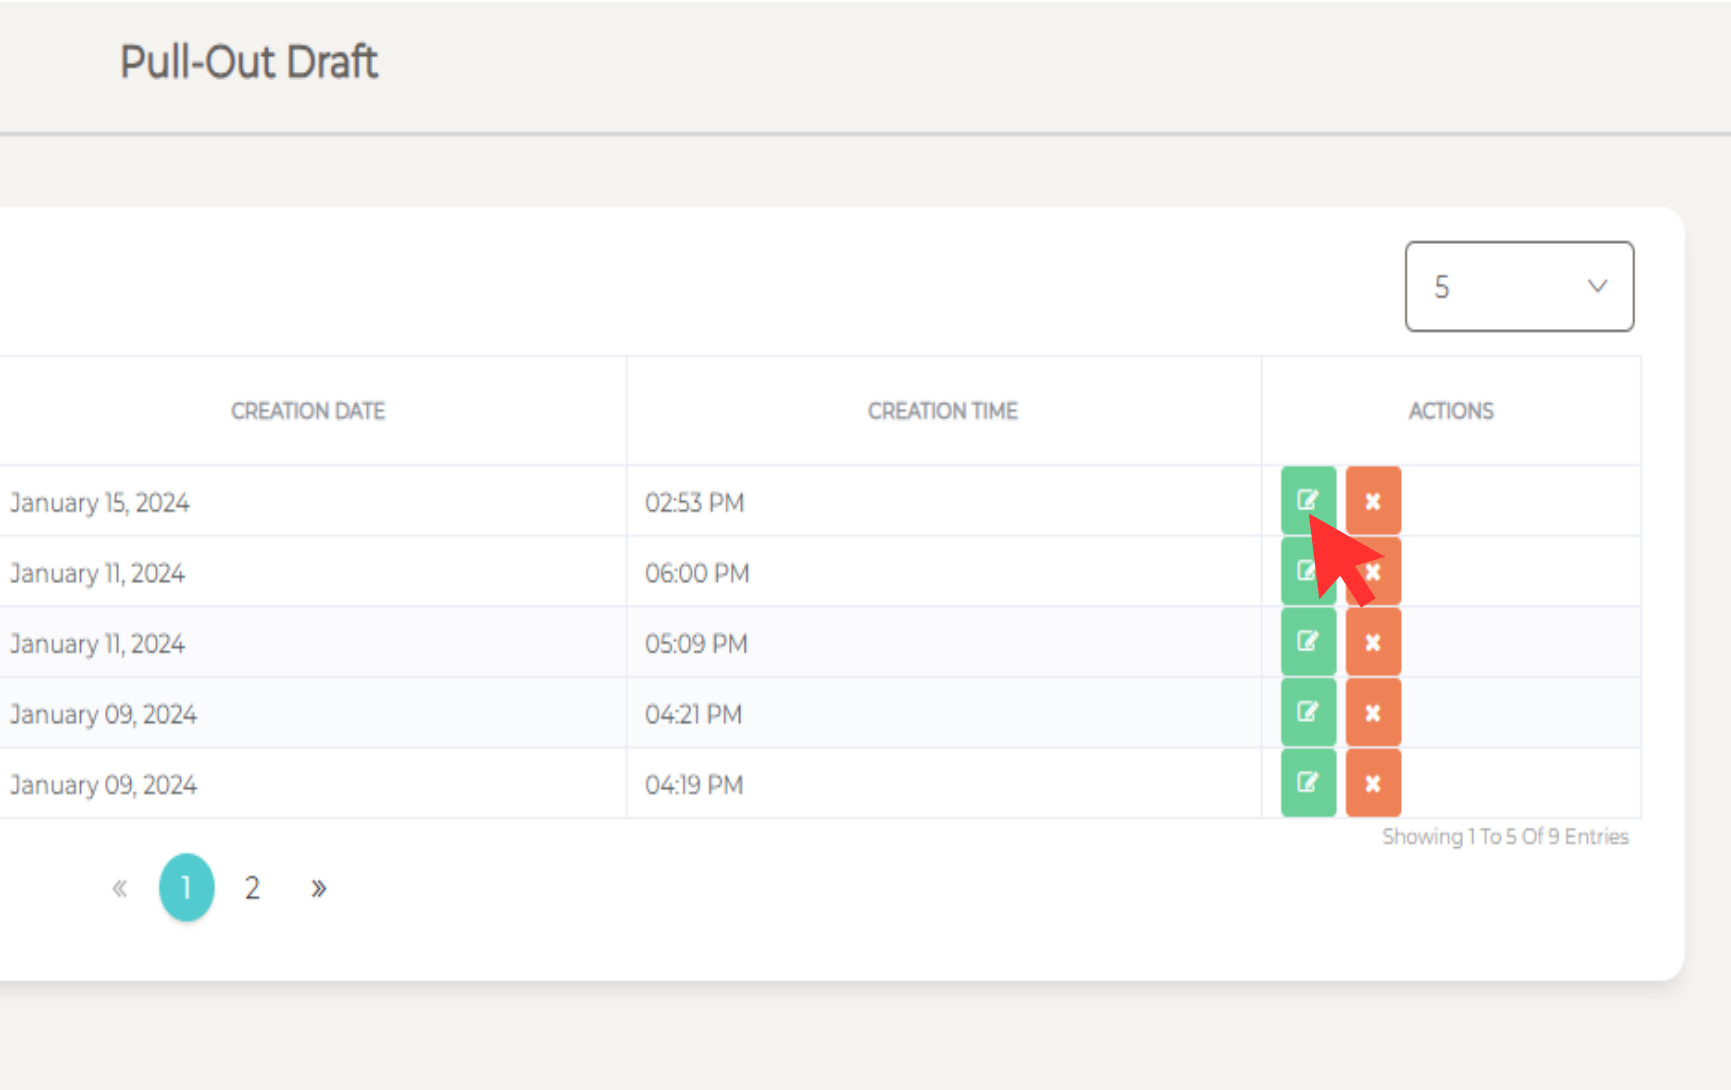 Pull-Out Draft
5
CREATION DATE CREATION TIME ACTIONS
January 15, 2024 02:53 PM
January 11, 2024 06:00 PM
January 11, 2024 05:09 PM
January 09, 2024 04:21 PM
January 09, 2024 04:19 PM
Showing 1 To 5 Of 9 Entries
« 1 2 »